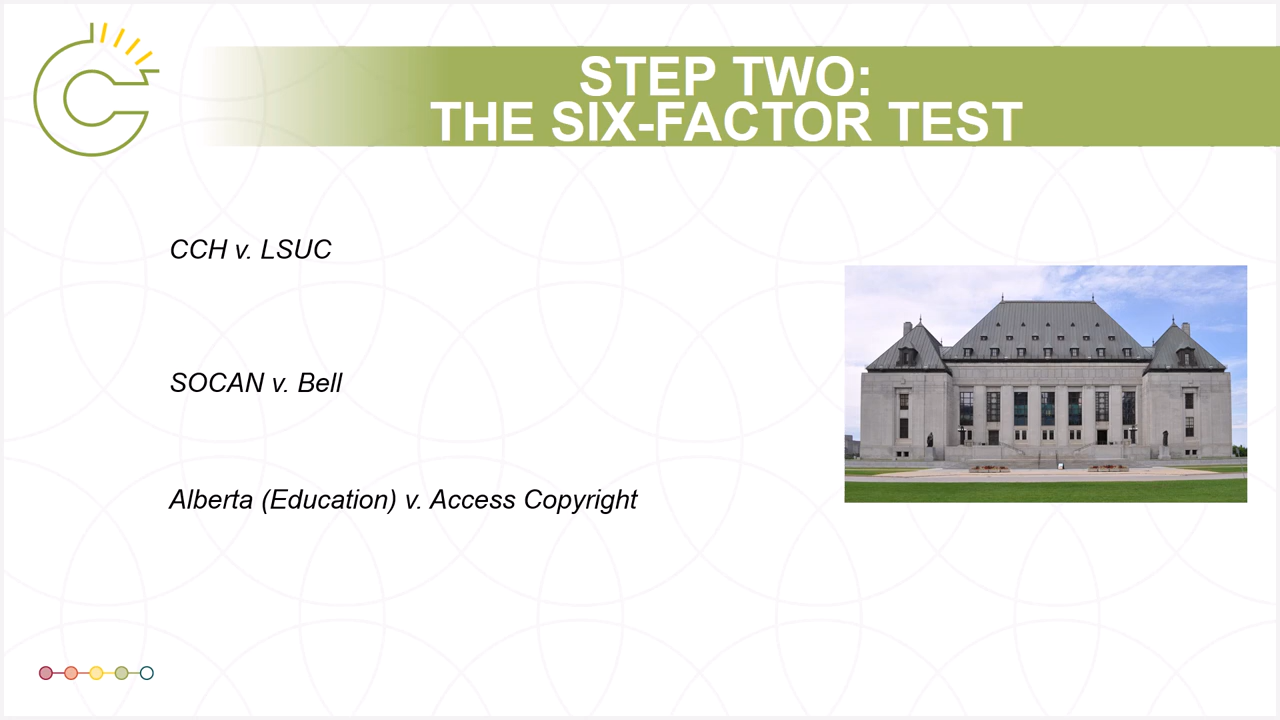 STEP TWO:
THE SIX-FACTOR TEST
CCH v. LSUC
SOCAN v. Bell
Alberta (Education) v. Access Copyright